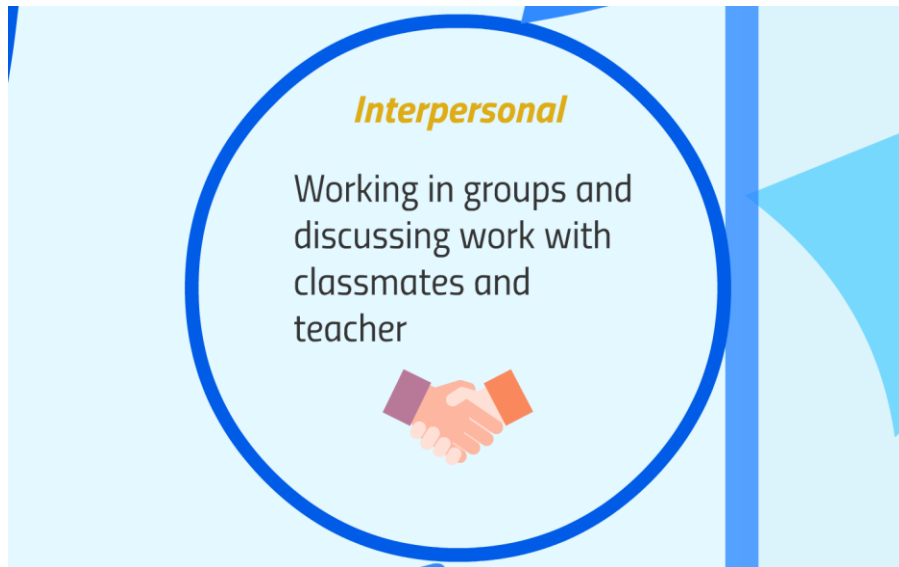 Interpersonal
Working in groups and
discussing work with
classmates and
teacher